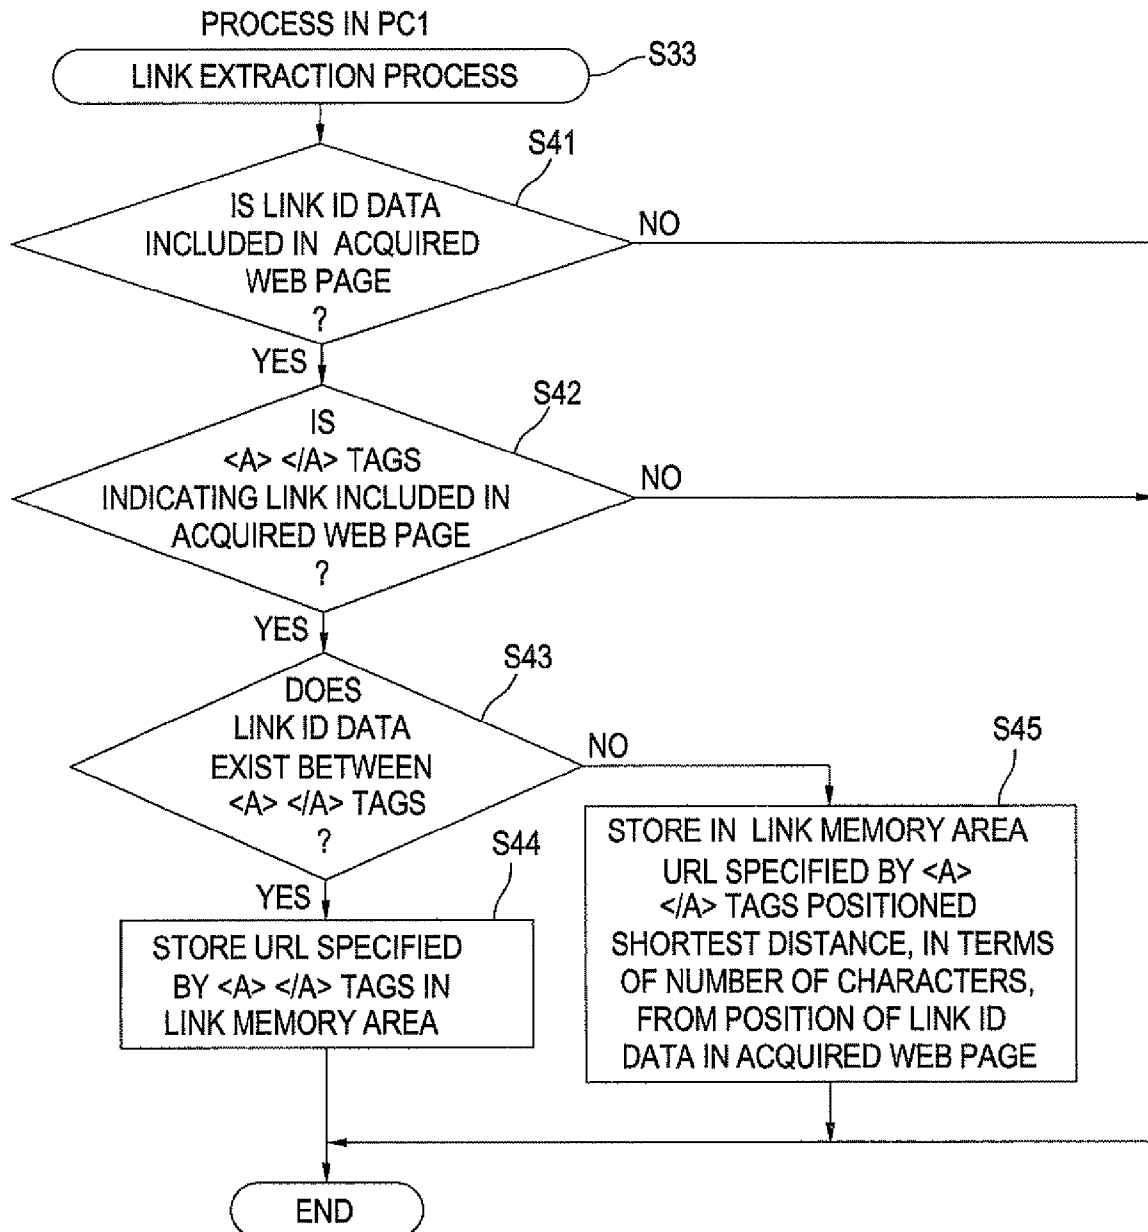 PROCESS IN PC1
LINK EXTRACTION PROCESS
S33
S41
IS LINK ID DATA
INCLUDED IN ACQUIRED
WEB PAGE
?
NO
YES
S42
IS
<A> </A> TAGS
INDICATING LINK INCLUDED IN
ACQUIRED WEB PAGE
?
NO
YES
S43
DOES
LINK ID DATA
EXIST BETWEEN
<A> </A> TAGS
?
NO
YES
S44
STORE URL SPECIFIED
BY <A> </A> TAGS IN
LINK MEMORY AREA
S45
STORE IN LINK MEMORY AREA
URL SPECIFIED BY <A>
</A> TAGS POSITIONED
SHORTEST DISTANCE, IN TERMS
OF NUMBER OF CHARACTERS,
FROM POSITION OF LINK ID
DATA IN ACQUIRED WEB PAGE
END